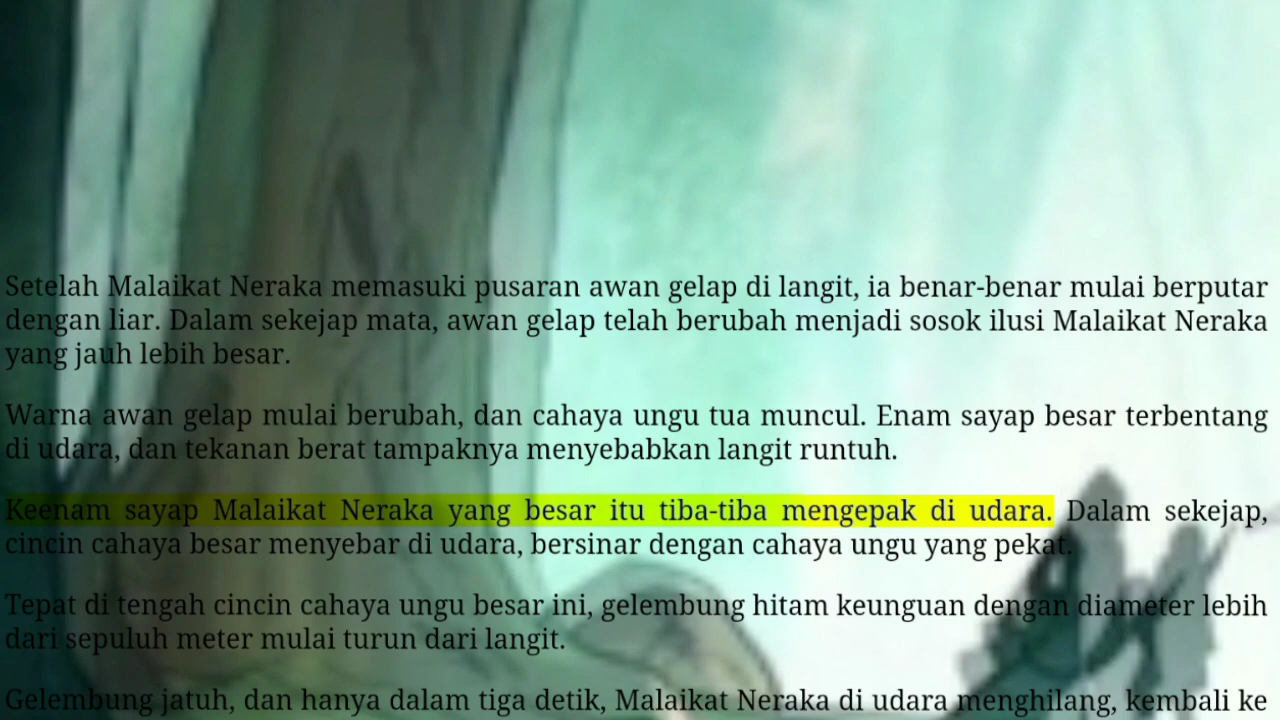 Setelah Malaikat Neraka memasuki pusaran awan gelap di langit, ia benar-benar mulai berputar
dengan liar. Dalam sekejap mata, awan gelap telah berubah menjadi sosok ilusi Malaikat Neraka
yang jauh lebih besar.
Warna awan gelap mulai berubah, dan cahaya ungu tua muncul. Enam sayap besar terbentang
di udara, dan tekanan berat tampaknya menyebabkan langit runtuh.
Keenam sayap Malaikat Neraka yang besar itu tiba-tiba mengepak di udara. Dalam sekejap,
cincin cahaya besar menyebar di udara, bersinar dengan cahaya ungu yang pekat.
Tepat di tengah cincin cahaya ungu besar ini, gelembung hitam keunguan dengan diameter lebih
dari sepuluh meter mulai turun dari langit.
Gelembung jatuh, dan hanya dalam tiga detik, Malaikat Neraka di udara menghilang, kembali ke